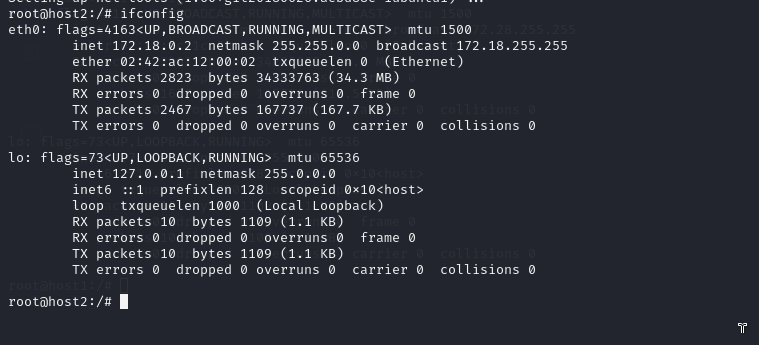 root@host2:/# ifconfig
eth0: flags=4163<UP,BROADCAST,RUNNING,MULTICAST>  mtu 1500
        inet 172.18.0.2  netmask 255.255.0.0  broadcast 172.18.255.255
        ether 02:42:ac:12:00:02  txqueuelen 0  (Ethernet)
        RX packets 2823  bytes 34333763 (34.3 MB)
        RX errors 0  dropped 0  overruns 0  frame 0
        TX packets 2467  bytes 167737 (167.7 KB)
        TX errors 0  dropped 0 overruns 0  carrier 0  collisions 0
lo: flags=73<UP,LOOPBACK,RUNNING>  mtu 65536
        inet 127.0.0.1  netmask 255.0.0.0
        inet6 ::1  prefixlen 128  scopeid 0x10<host>
        loop  txqueuelen 1000  (Local Loopback)
        RX packets 10  bytes 1109 (1.1 KB)
        RX errors 0  dropped 0  overruns 0  frame 0
        TX packets 10  bytes 1109 (1.1 KB)
        TX errors 0  dropped 0 overruns 0  carrier 0  collisions 0
root@host1:/#
root@host2:/#